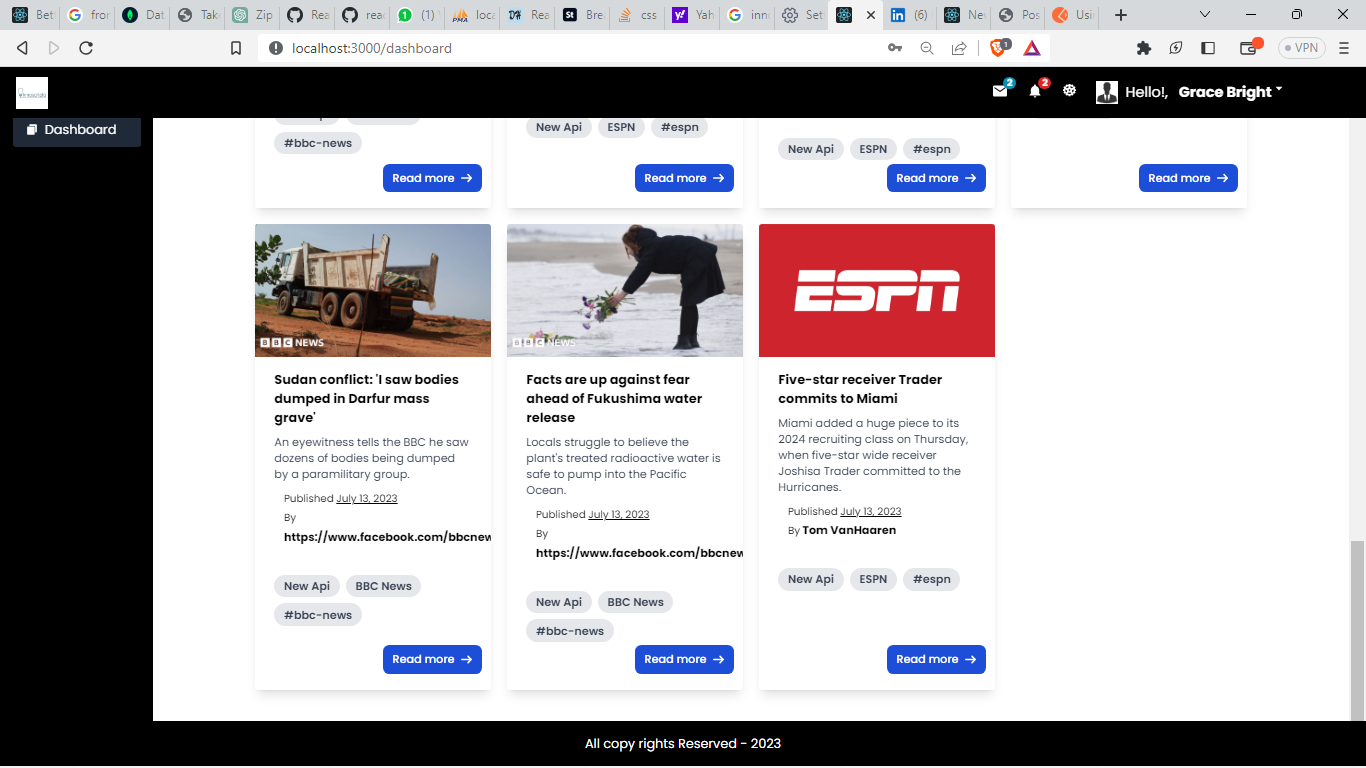 Bet
fror
Dat
Take
Zip
Rea
reac
(1)
loca
Rea
Bre
css
Yah
inn
Set
(6)
Nev
Pos
Usi
localhost:3000/dashboard
VPN
2
2
Hello!, Grace Bright
Dashboard
#bbc-news
Read more
New Api ESPN #espn
Read more
New Api ESPN #espn
Read more
Read more
BBC NEWS
Sudan conflict: 'I saw bodies
dumped in Darfur mass
grave'
An eyewitness tells the BBC he saw
dozens of bodies being dumped
by a paramilitary group.
Published July 13, 2023
By
https://www.facebook.com/bbcnew
New Api BBC News
#bbc-news
Read more
BBC NEWS
Facts are up against fear
ahead of Fukushima water
release
Locals struggle to believe the
plant's treated radioactive water is
safe to pump into the Pacific
Ocean.
Published July 13, 2023
By
https://www.facebook.com/bbcnew
New Api BBC News
#bbc-news
Read more
ESPN
Five-star receiver Trader
commits to Miami
Miami added a huge piece to its
2024 recruiting class on Thursday,
when five-star wide receiver
Joshisa Trader committed to the
Hurricanes.
Published July 13, 2023
By Tom VanHaaren
New Api ESPN #espn
Read more
All copy rights Reserved - 2023